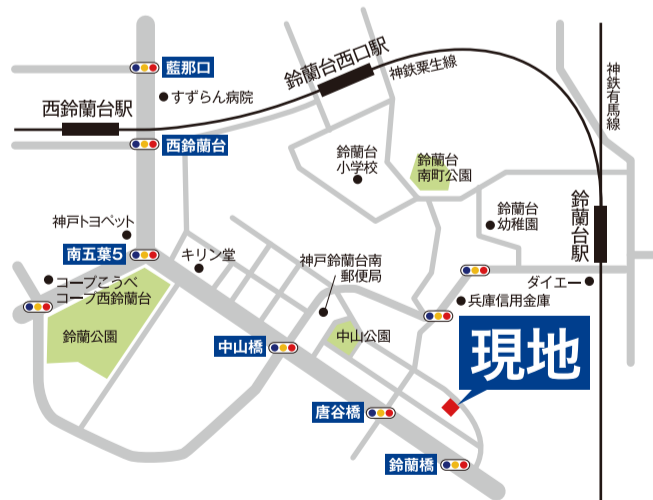 藍那口
鈴蘭台西口駅
神鉄粟生線
神鉄有馬線
すずらん病院
西鈴蘭台駅
西鈴蘭台
鈴蘭台
小学校
鈴蘭台
南町公園
鈴蘭台
幼稚園
鈴蘭台駅
神戸トヨペット
南五葉5
キリン堂
神戸鈴蘭台南
郵便局
コープこうべ
コープ西鈴蘭台
ダイエー
兵庫信用金庫
鈴蘭公園
中山橋
中山公園
現地
唐谷橋
鈴蘭橋